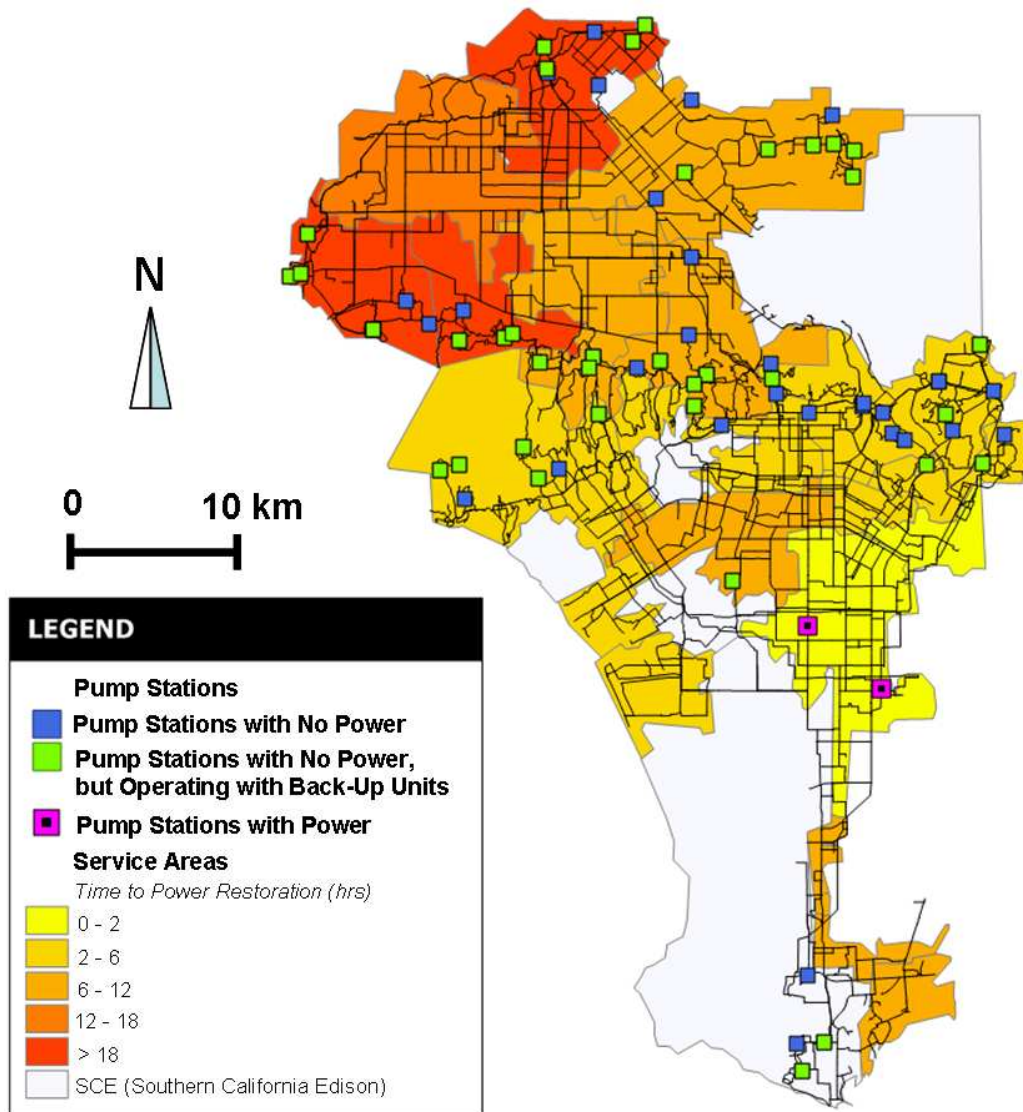 N
0 10 km
LEGEND
Pump Stations
Pump Stations with No Power
Pump Stations with No Power,
but Operating with Back-Up Units
Pump Stations with Power
Service Areas
Time to Power Restoration (hrs)
0 - 2
2 - 6
6 - 12
12 - 18
> 18
SCE (Southern California Edison)